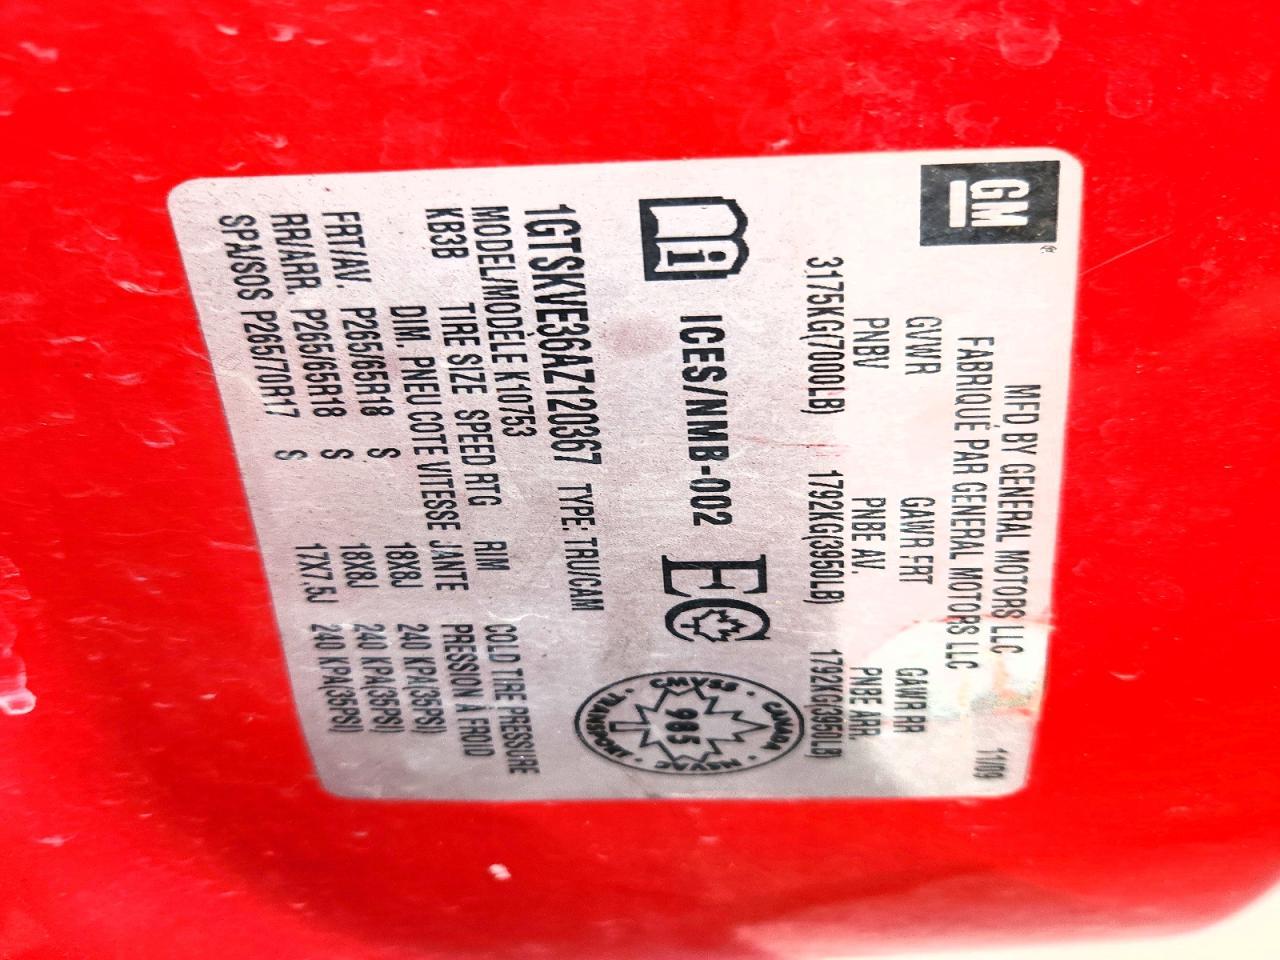 GM
MFD BY GENERAL MOTORS LLC 11/09
FABRIQUÉ PAR GENERAL MOTORS LLC
GVWR GAWR FRT GAWR RR
PNBV PNBE AV. PNBE ARR
3175KG(7000LB) 1792KG(3950LB) 1792KG(3950LB)
i ICES/NMB-002 EC
CMVSS · CANADA · NSVAC · TRANSPORT ·
985
1GTSKVE36AZ120367 TYPE: TRU/CAM
MODEL/MODÈLE K10753
KB3B TIRE SIZE SPEED RTG RIM COLD TIRE PRESSURE
DIM. PNEU COTE VITESSE JANTE PRESSION À FROID
FRT/AV. P265/65R18 S 18X8J 240 KPA(35PSI)
RR/ARR. P265/65R18 S 18X8J 240 KPA(35PSI)
SPA/SOS P265/70R17 S 17X7.5J 240 KPA(35PSI)